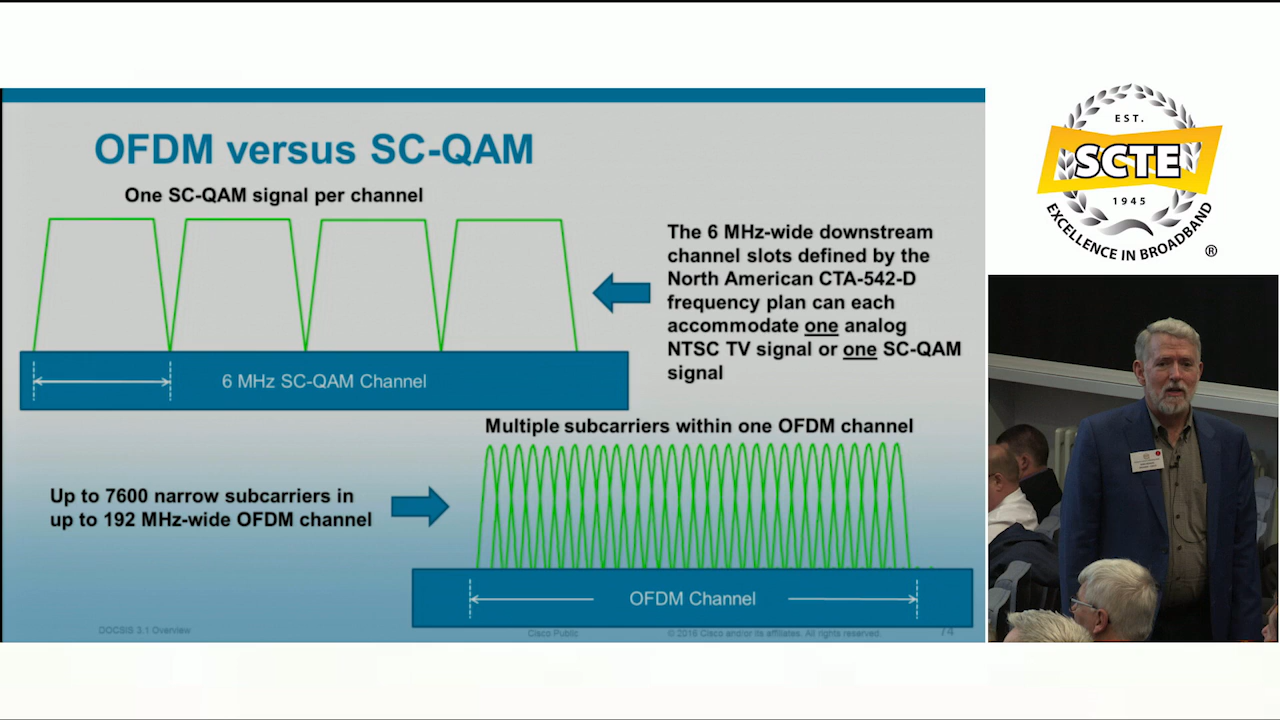 OFDM versus SC-QAM
One SC-QAM signal per channel
The 6 MHz-wide downstream
channel slots defined by the
North American CTA-542-D
frequency plan can each
accommodate one analog
NTSC TV signal or one SC-QAM
signal
6 MHz SC-QAM Channel
Multiple subcarriers within one OFDM channel
Up to 7600 narrow subcarriers in
up to 192 MHz-wide OFDM channel
OFDM Channel
DOCSIS 3.1 Overview
Cisco Public
© 2016 Cisco and/or its affiliates. All rights reserved.
74
EST.
SCTE
1945
EXCELLENCE IN BROADBAND
®